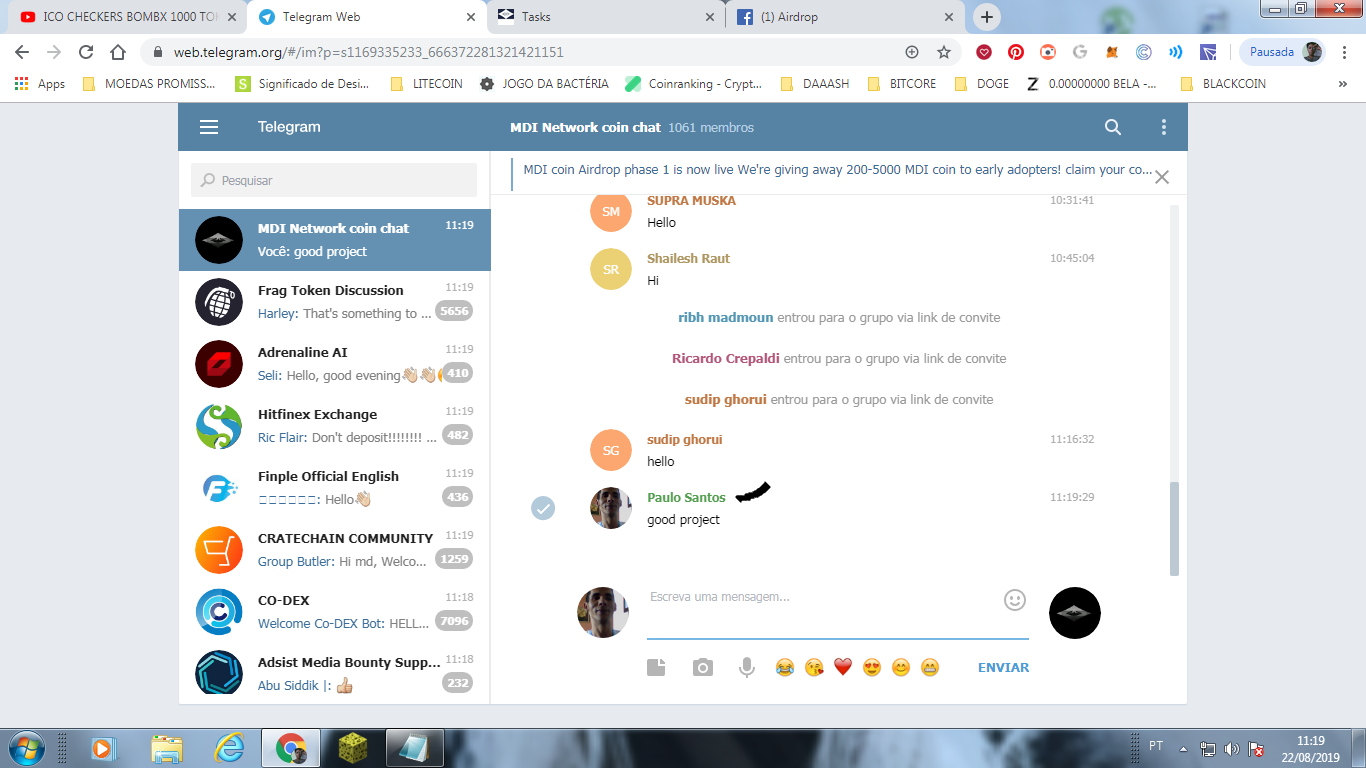 ICO CHECKERS BOMBX 1000 TO
Telegram Web
Tasks
(1) Airdrop
web.telegram.org/#/im?p=s1169335233_666372281321421151
Pausada
Apps
MOEDAS PROMISS...
Significado de Desi...
LITECOIN
JOGO DA BACTÉRIA
Coinranking - Crypt...
DAAASH
BITCORE
DOGE
0.00000000 BELA -...
BLACKCOIN
Telegram
MDI Network coin chat 1061 membros
Pesquisar
MDI Network coin chat 11:19
Você: good project
Frag Token Discussion 11:19
Harley: That's something to ... 5656
Adrenaline AI 11:19
Seli: Hello, good evening👏🏻👏🏻 410
Hitfinex Exchange 11:19
Ric Flair: Don't deposit!!!!!!!! ... 482
Finple Official English 11:19
□□□□□□: Hello👋🏻 436
CRATECHAIN COMMUNITY 11:19
Group Butler: Hi md, Welco... 1259
CO-DEX 11:18
Welcome Co-DEX Bot: HELL... 7096
Adsist Media Bounty Supp... 11:18
Abu Siddik |: 👍🏻 232
MDI coin Airdrop phase 1 is now live We're giving away 200-5000 MDI coin to early adopters! claim your co...
SM
SUPRA MUSKA 10:31:41
Hello
SR
Shailesh Raut 10:45:04
Hi
ribh madmoun entrou para o grupo via link de convite
Ricardo Crepaldi entrou para o grupo via link de convite
sudip ghorui entrou para o grupo via link de convite
SG
sudip ghorui 11:16:32
hello
Paulo Santos 11:19:29
good project
Escreva uma mensagem...
ENVIAR
PT
11:19
22/08/2019